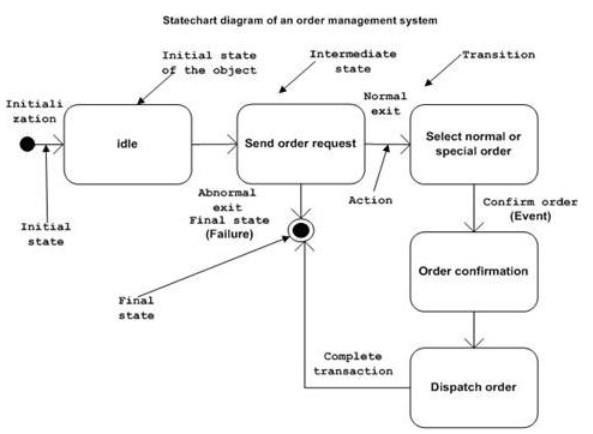 Statechart diagram of an order management system
Initial state
of the object
Intermediate
state
Transition
Initiali
zation
Normal
exit
idle
Send order request
Select normal or
special order
Initial
state
Abnormal
exit
Final state
(Failure)
Action
Confirm order
(Event)
Order confirmation
Final
state
Complete
transaction
Dispatch order